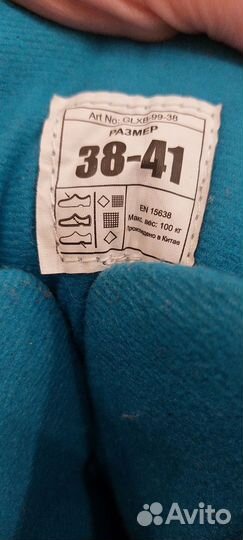 Art No: GLXB-99-38
РАЗМЕР
38-41
EN 15638
Макс. вес: 100 кг
произведено в Китае
Avito